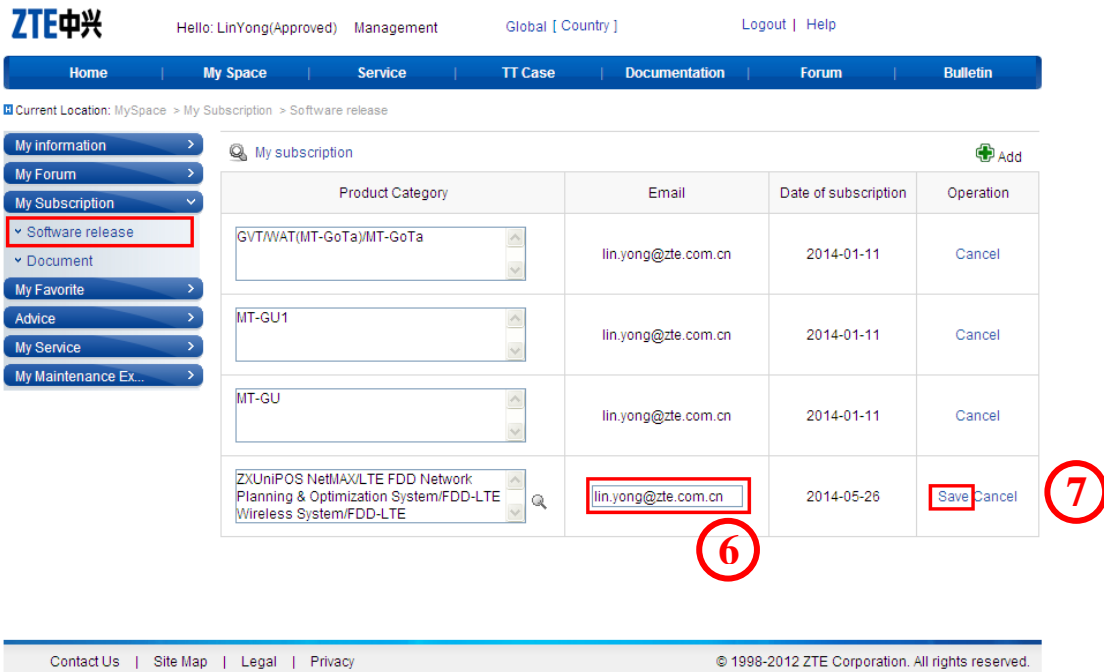 ZTE中兴
Hello: LinYong(Approved) Management Global [ Country ] Logout | Help
Home | My Space | Service | TT Case | Documentation | Forum | Bulletin
Current Location: MySpace > My Subscription > Software release
My information
My Forum
My Subscription
Software release
Document
My Favorite
Advice
My Service
My Maintenance Ex...
My subscription
Add
Product Category Email Date of subscription Operation
GVT/WAT(MT-GoTa)/MT-GoTa
lin.yong@zte.com.cn 2014-01-11 Cancel
MT-GU1
lin.yong@zte.com.cn 2014-01-11 Cancel
MT-GU
lin.yong@zte.com.cn 2014-01-11 Cancel
ZXUniPOS NetMAX/LTE FDD Network
Planning & Optimization System/FDD-LTE
Wireless System/FDD-LTE
lin.yong@zte.com.cn 2014-05-26 Save Cancel
7
6
Contact Us | Site Map | Legal | Privacy © 1998-2012 ZTE Corporation. All rights reserved.